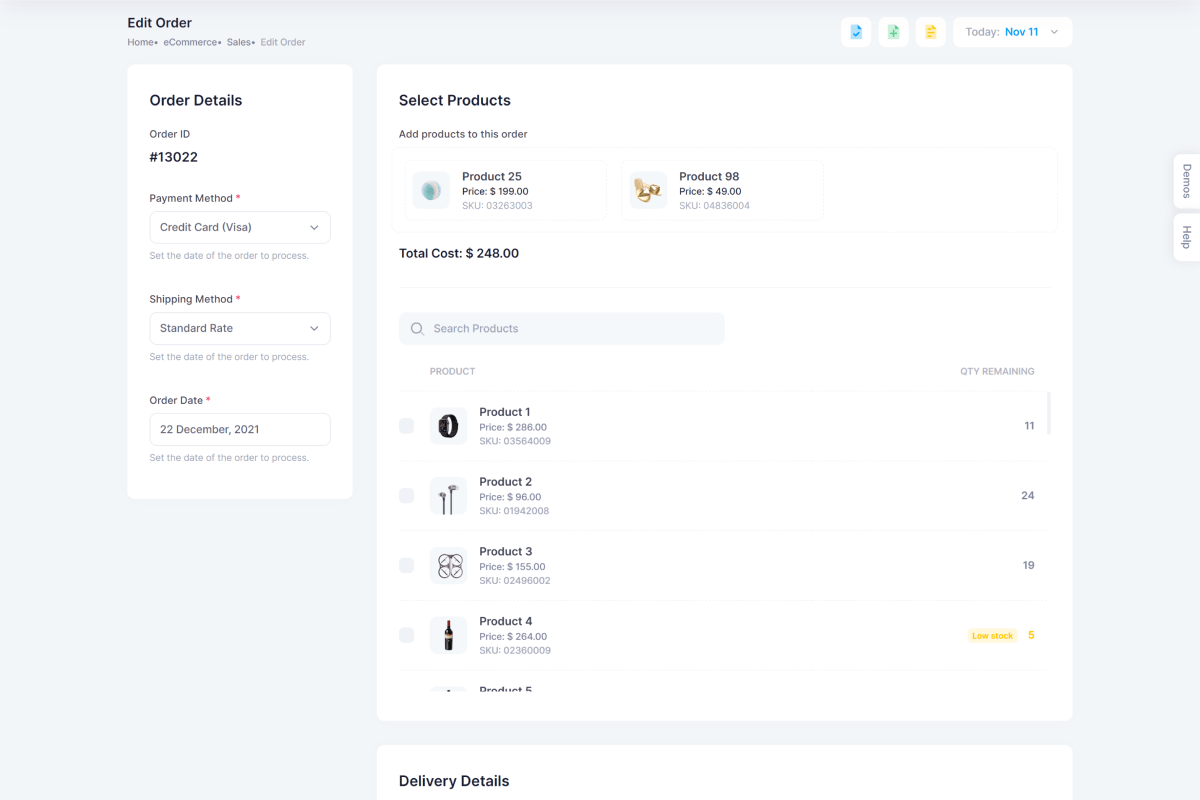 Edit Order
Home• eCommerce• Sales• Edit Order
Today: Nov 11
Order Details
Order ID
#13022
Payment Method *
Credit Card (Visa)
Set the date of the order to process.
Shipping Method *
Standard Rate
Set the date of the order to process.
Order Date *
22 December, 2021
Set the date of the order to process.
Select Products
Add products to this order
Product 25
Price: $ 199.00
SKU: 03263003
Product 98
Price: $ 49.00
SKU: 04836004
Total Cost: $ 248.00
Search Products
PRODUCT
QTY REMAINING
Product 1
Price: $ 286.00
SKU: 03564009
11
Product 2
Price: $ 96.00
SKU: 01942008
24
Product 3
Price: $ 155.00
SKU: 02496002
19
Product 4
Price: $ 264.00
SKU: 02360009
Low stock 5
Product 5
Delivery Details
Demos
Help